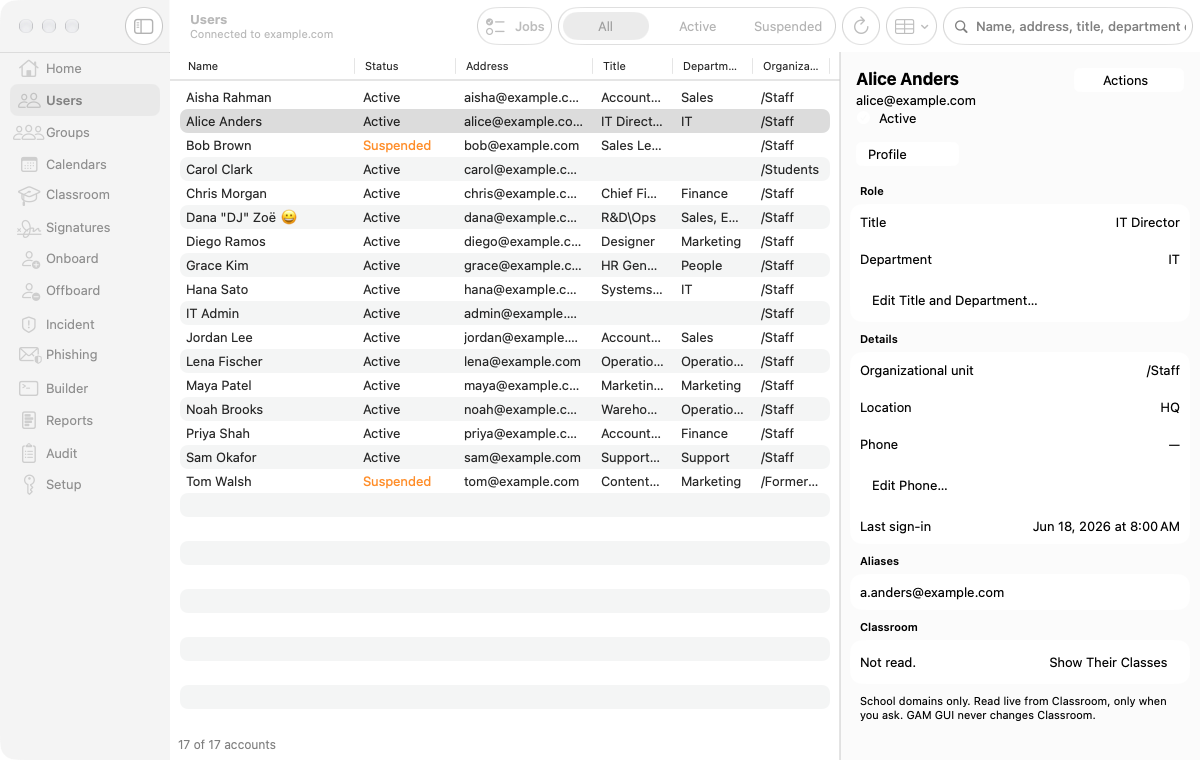 Users
Connected to example.com
Jobs
All
Active
Suspended
Name, address, title, department
Home
Users
Groups
Calendars
Classroom
Signatures
Onboard
Offboard
Incident
Phishing
Builder
Reports
Audit
Setup
Name Status Address Title Departm... Organiza...
Aisha Rahman Active aisha@example.c... Account... Sales /Staff
Alice Anders Active alice@example.co... IT Direct... IT /Staff
Bob Brown Suspended bob@example.com Sales Le... /Staff
Carol Clark Active carol@example.c... /Students
Chris Morgan Active chris@example.c... Chief Fi... Finance /Staff
Dana "DJ" Zoë 😀 Active dana@example.c... R&D\Ops Sales, E... /Staff
Diego Ramos Active diego@example.c... Designer Marketing /Staff
Grace Kim Active grace@example.c... HR Gen... People /Staff
Hana Sato Active hana@example.c... Systems... IT /Staff
IT Admin Active admin@example.... /Staff
Jordan Lee Active jordan@example.... Account... Sales /Staff
Lena Fischer Active lena@example.com Operatio... Operatio... /Staff
Maya Patel Active maya@example.c... Marketin... Marketing /Staff
Noah Brooks Active noah@example.c... Wareho... Operatio... /Staff
Priya Shah Active priya@example.c... Account... Finance /Staff
Sam Okafor Active sam@example.com Support... Support /Staff
Tom Walsh Suspended tom@example.com Content... Marketing /Former...
17 of 17 accounts
Alice Anders
Actions
alice@example.com
Active
Profile
Role
Title IT Director
Department IT
Edit Title and Department...
Details
Organizational unit /Staff
Location HQ
Phone —
Edit Phone...
Last sign-in Jun 18, 2026 at 8:00 AM
Aliases
a.anders@example.com
Classroom
Not read. Show Their Classes
School domains only. Read live from Classroom, only when
you ask. GAM GUI never changes Classroom.